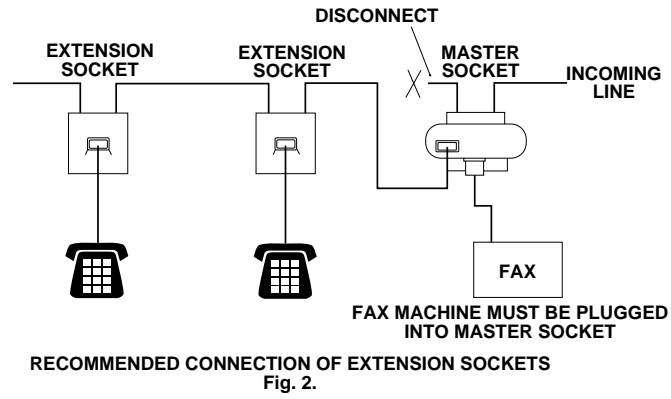 DISCONNECT
EXTENSION
SOCKET
EXTENSION
SOCKET
MASTER
SOCKET
INCOMING
LINE
FAX
FAX MACHINE MUST BE PLUGGED
INTO MASTER SOCKET
RECOMMENDED CONNECTION OF EXTENSION SOCKETS
Fig. 2.